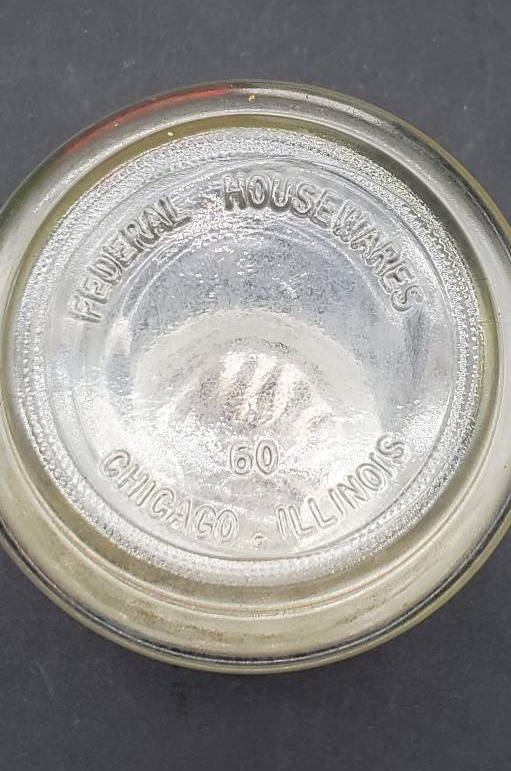 FEDERAL HOUSEWARES
60
CHICAGO . ILLINOIS